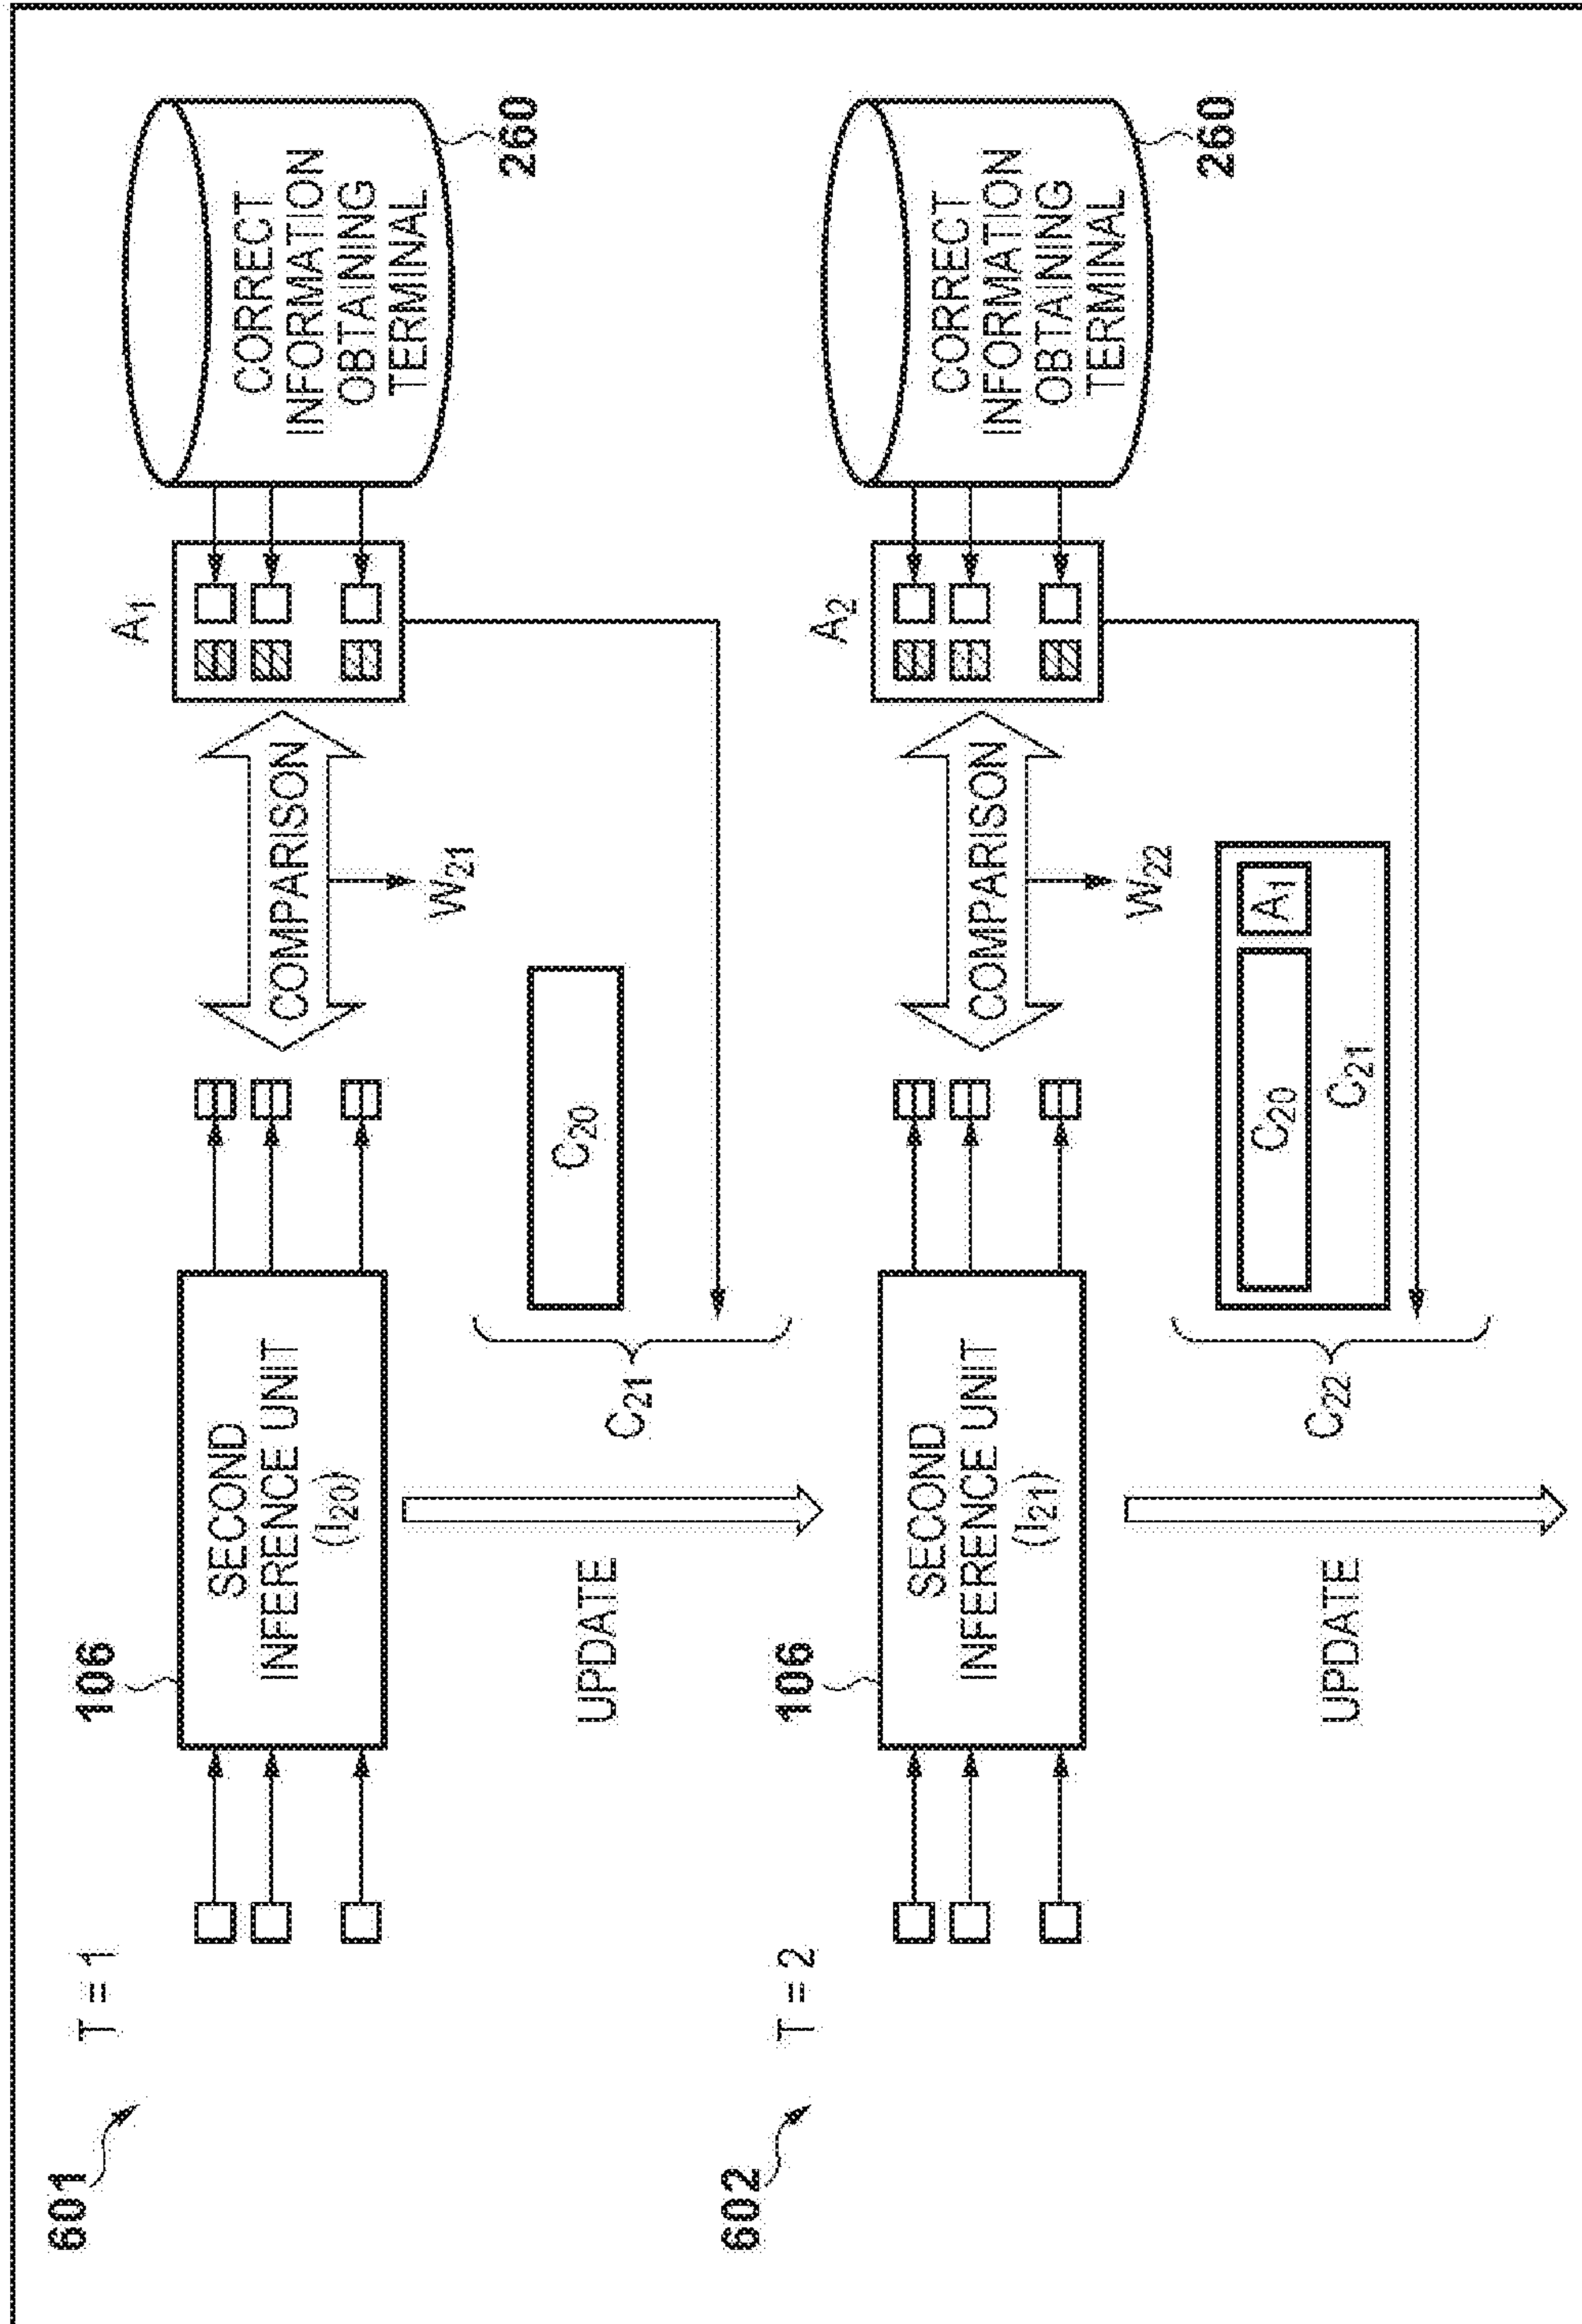 601
T = 1
106
SECOND
INFERENCE UNIT
(I20)
COMPARISON
W21
A1
CORRECT
INFORMATION
OBTAINING
TERMINAL
260
UPDATE
C21
C20
602
T = 2
106
SECOND
INFERENCE UNIT
(I21)
COMPARISON
W22
A2
CORRECT
INFORMATION
OBTAINING
TERMINAL
260
UPDATE
C22
C20
A1
C21